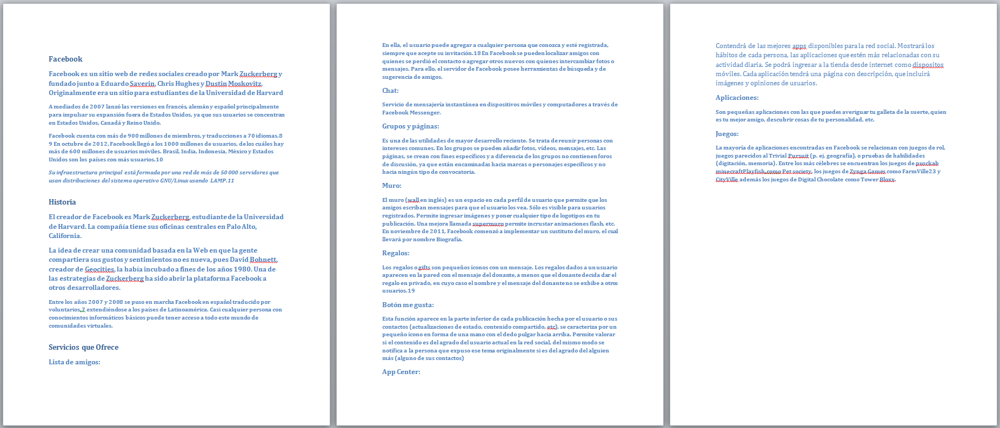 Facebook
Facebook es un sitio web de redes sociales creado por Mark Zuckerberg y
fundado junto a Eduardo Saverin, Chris Hughes y Dustin Moskovitz.
Originalmente era un sitio para estudiantes de la Universidad de Harvard
A mediados de 2007 lanzó las versiones en francés, alemán y español principalmente
para impulsar su expansión fuera de Estados Unidos, ya que sus usuarios se concentran
en Estados Unidos, Canadá y Reino Unido.
Facebook cuenta con más de 900 millones de miembros, y traducciones a 70 idiomas.8
9 En octubre de 2012, Facebook llegó a los 1000 millones de usuarios, de los cuáles hay
más de 600 millones de usuarios móviles. Brasil, India, Indonesia, México y Estados
Unidos son los países con más usuarios.10
Su infraestructura principal está formada por una red de más de 50 000 servidores que
usan distribuciones del sistema operativo GNU/Linux usando LAMP.11
Historia
El creador de Facebook es Mark Zuckerberg, estudiante de la Universidad
de Harvard. La compañía tiene sus oficinas centrales en Palo Alto,
California.
La idea de crear una comunidad basada en la Web en que la gente
compartiera sus gustos y sentimientos no es nueva, pues David Bohnett,
creador de Geocities, la había incubado a fines de los años 1980. Una de
las estrategias de Zuckerberg ha sido abrir la plataforma Facebook a
otros desarrolladores.
Entre los años 2007 y 2008 se puso en marcha Facebook en español traducido por
voluntarios,7 extendiéndose a los países de Latinoamérica. Casi cualquier persona con
conocimientos informáticos básicos puede tener acceso a todo este mundo de
comunidades virtuales.
Servicios que Ofrece
Lista de amigos:
En ella, el usuario puede agregar a cualquier persona que conozca y esté registrada,
siempre que acepte su invitación.18 En Facebook se pueden localizar amigos con
quienes se perdió el contacto o agregar otros nuevos con quienes intercambiar fotos o
mensajes. Para ello, el servidor de Facebook posee herramientas de búsqueda y de
sugerencia de amigos.
Chat:
Servicio de mensajería instantánea en dispositivos móviles y computadores a través de
Facebook Messenger.
Grupos y páginas:
Es una de las utilidades de mayor desarrollo reciente. Se trata de reunir personas con
intereses comunes. En los grupos se pueden añadir fotos, vídeos, mensajes, etc. Las
páginas, se crean con fines específicos y a diferencia de los grupos no contienen foros
de discusión, ya que están encaminadas hacia marcas o personajes específicos y no
hacia ningún tipo de convocatoria.
Muro:
El muro (wall en inglés) es un espacio en cada perfil de usuario que permite que los
amigos escriban mensajes para que el usuario los vea. Sólo es visible para usuarios
registrados. Permite ingresar imágenes y poner cualquier tipo de logotipos en tu
publicación. Una mejora llamada supermuro permite incrustar animaciones flash, etc.
En noviembre de 2011, Facebook comenzó a implementar un sustituto del muro, el cual
llevará por nombre Biografía.
Regalos:
Los regalos o gifts son pequeños íconos con un mensaje. Los regalos dados a un usuario
aparecen en la pared con el mensaje del donante, a menos que el donante decida dar el
regalo en privado, en cuyo caso el nombre y el mensaje del donante no se exhibe a otros
usuarios.19
Botón me gusta:
Esta función aparece en la parte inferior de cada publicación hecha por el usuario o sus
contactos (actualizaciones de estado, contenido compartido, etc), se caracteriza por un
pequeño ícono en forma de una mano con el dedo pulgar hacia arriba. Permite valorar
si el contenido es del agrado del usuario actual en la red social, del mismo modo se
notifica a la persona que expuso ese tema originalmente si es del agrado del alguien
más (alguno de sus contactos)
App Center:
Contendrá de las mejores apps disponibles para la red social. Mostrará los
hábitos de cada persona, las aplicaciones que estén más relacionadas con su
actividad diaria. Se podrá ingresar a la tienda desde internet como dispositos
móviles. Cada aplicación tendrá una página con descripción, que incluirá
imágenes y opiniones de usuarios.
Aplicaciones:
Son pequeñas aplicaciones con las que puedes averiguar tu galleta de la suerte, quien
es tu mejor amigo, descubrir cosas de tu personalidad, etc.
Juegos:
La mayoría de aplicaciones encontradas en Facebook se relacionan con juegos de rol,
juegos parecidos al Trivial Pursuit (p. ej. geografía), o pruebas de habilidades
(digitación, memoria). Entre los más célebres se encuentran los juegos de pusckab
minecraftPlayfish,como Pet society, los juegos de Zynga Games como FarmVille23 y
CityVille además los juegos de Digital Chocolate como Tower Bloxx.